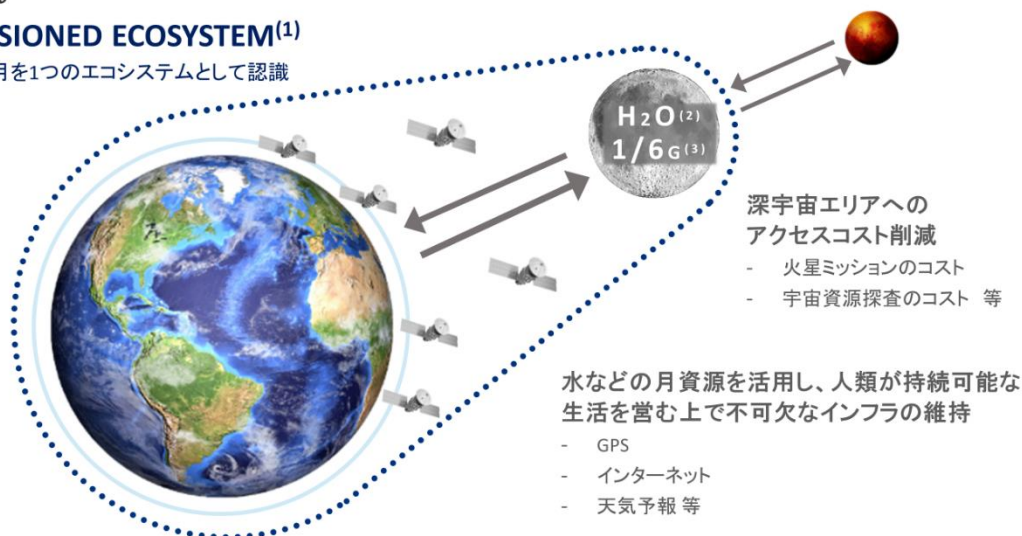 SIONED ECOSYSTEM(1)
月を1つのエコシステムとして認識
H2O(2)
1/6G(3)
深宇宙エリアへの
アクセスコスト削減
- 火星ミッションのコスト
- 宇宙資源探査のコスト 等
水などの月資源を活用し、人類が持続可能な
生活を営む上で不可欠なインフラの維持
- GPS
- インターネット
- 天気予報 等